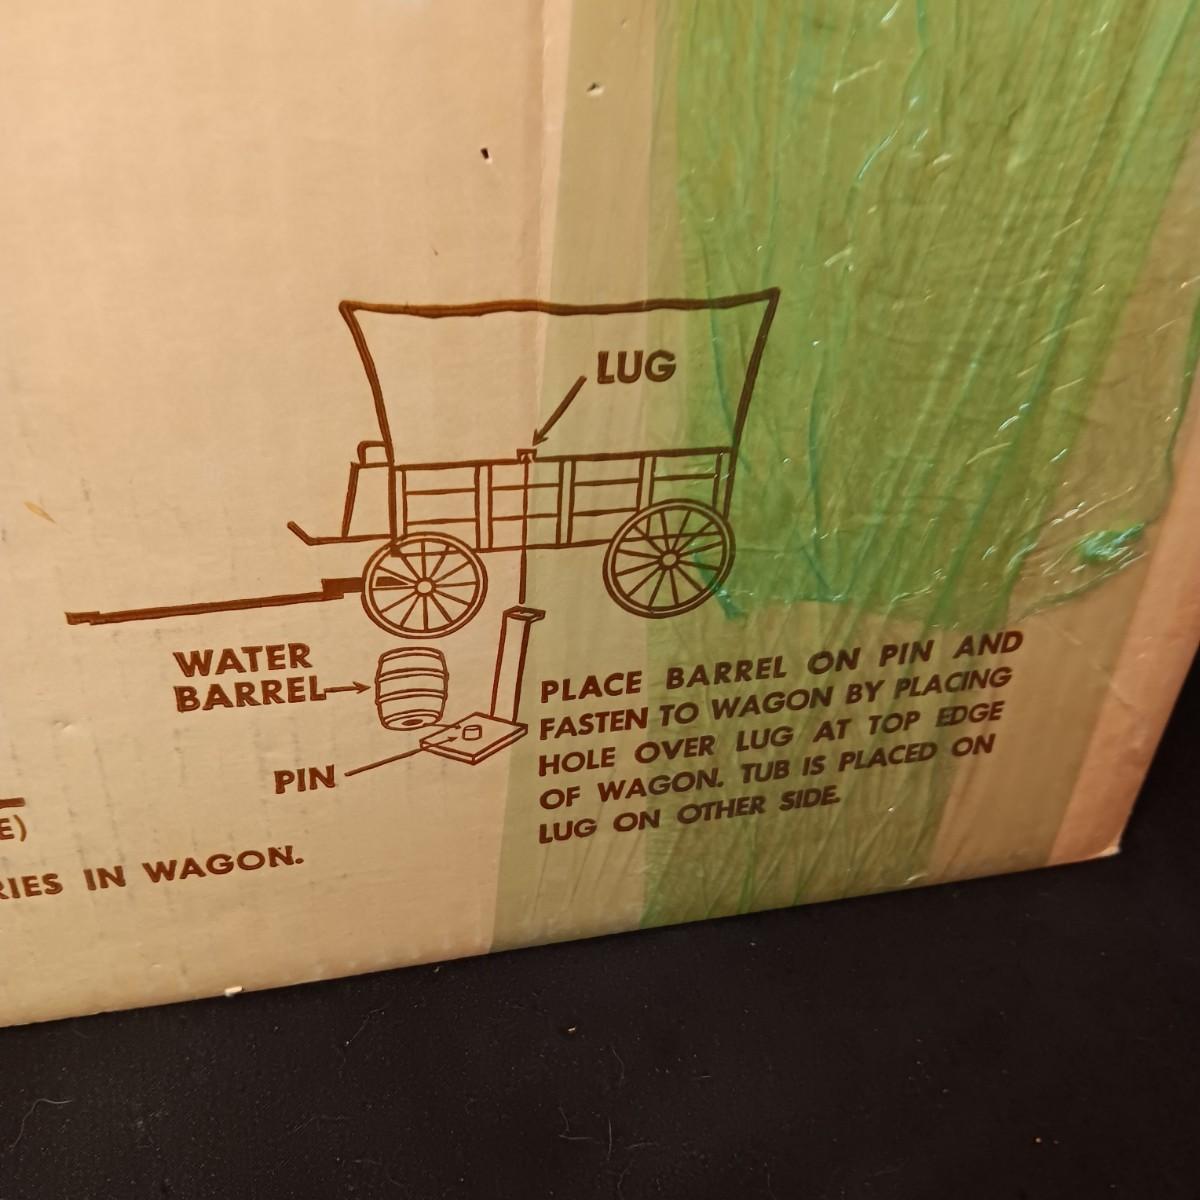 LUG
WATER
BARREL
PIN
PLACE BARREL ON PIN AND
FASTEN TO WAGON BY PLACING
HOLE OVER LUG AT TOP EDGE
OF WAGON. TUB IS PLACED ON
LUG ON OTHER SIDE.
E)
RIES IN WAGON.